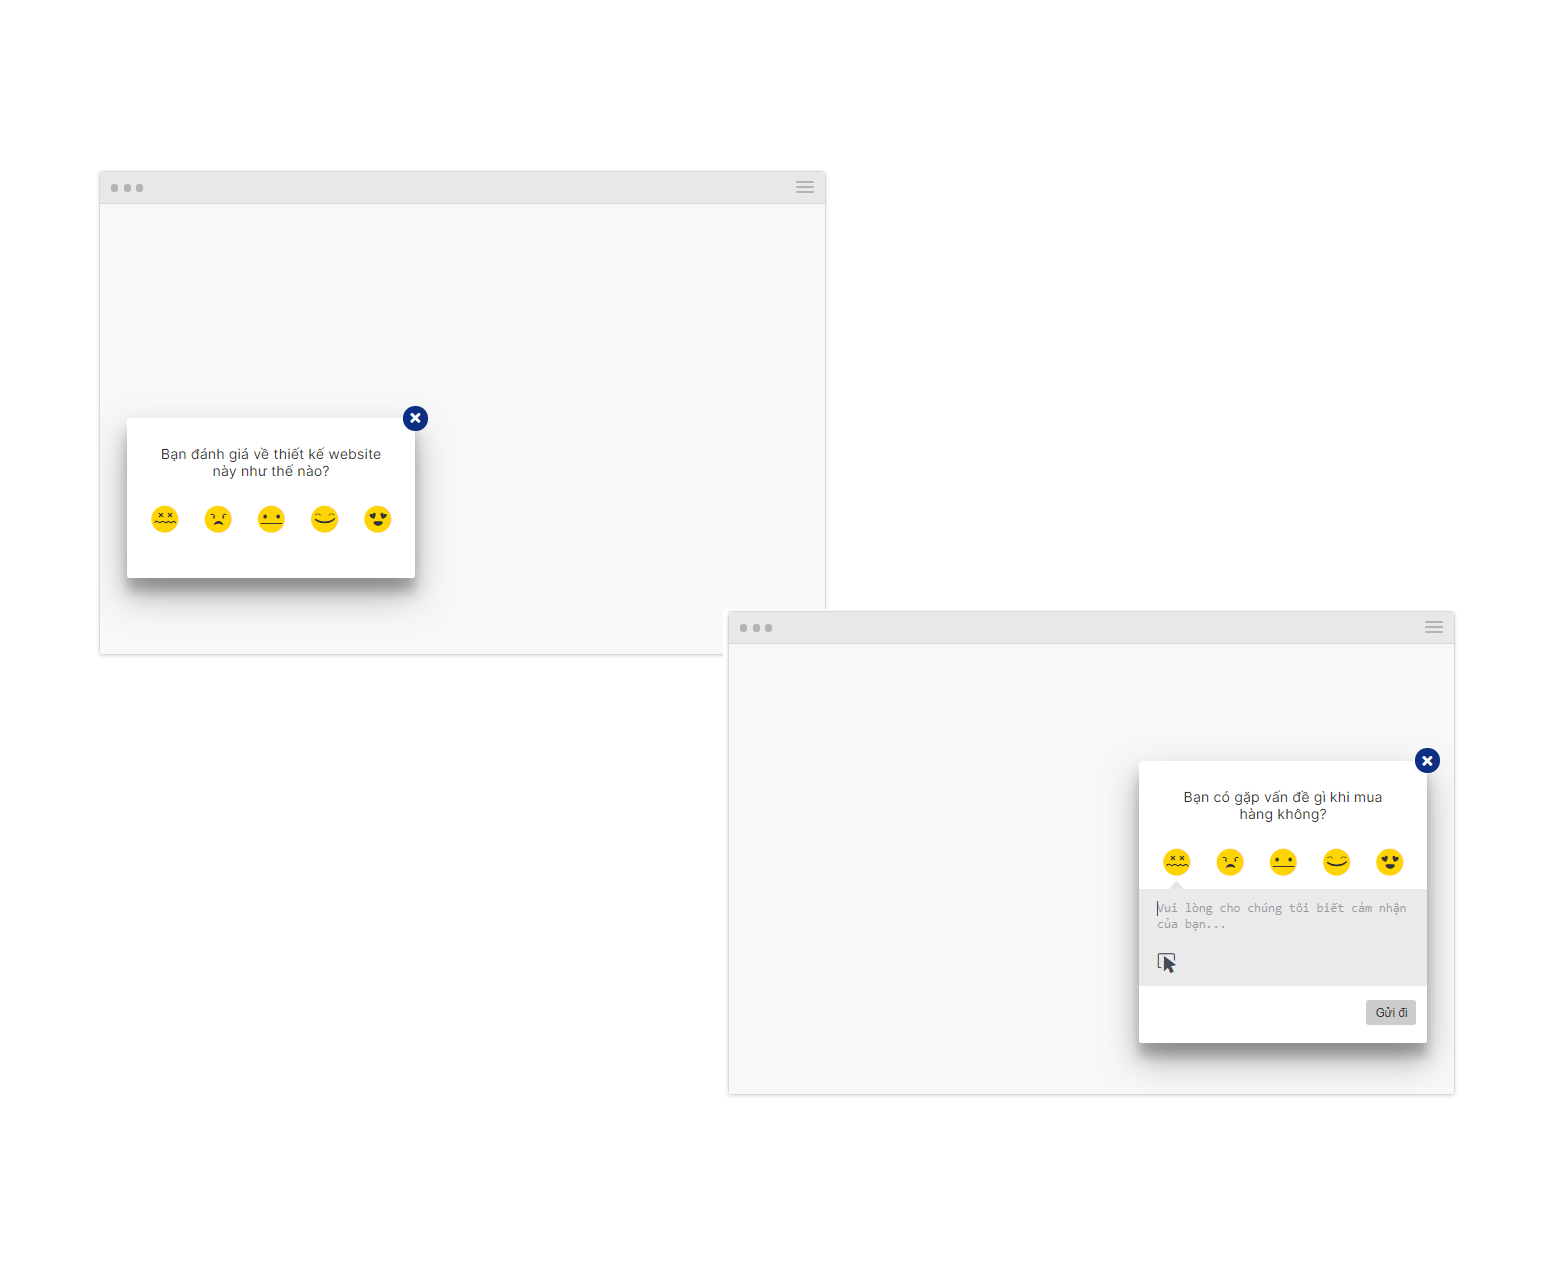 Bạn đánh giá về thiết kế website
này như thế nào?
Bạn có gặp vấn đề gì khi mua
hàng không?
Vui lòng cho chúng tôi biết cảm nhận
của bạn...
Gửi đi